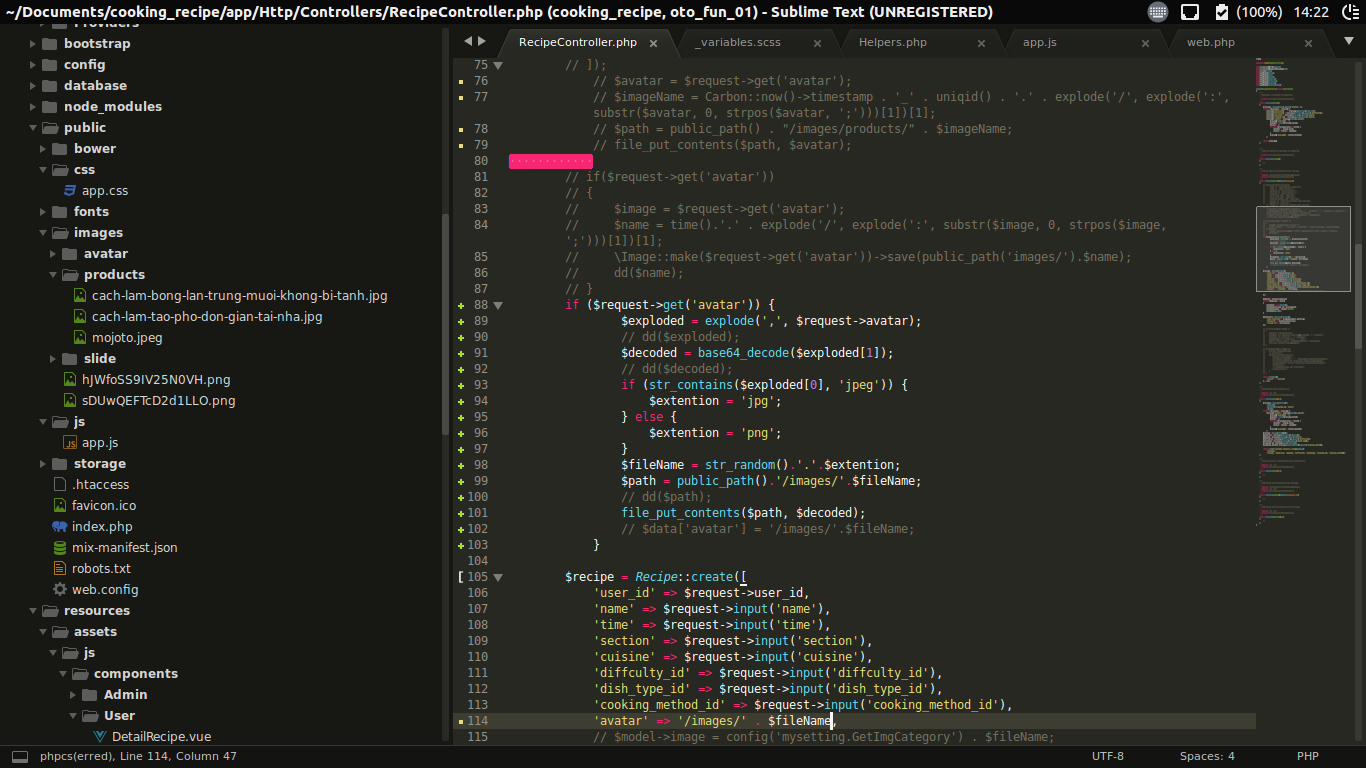 ~/Documents/cooking_recipe/app/Http/Controllers/RecipeController.php (cooking_recipe, oto_fun_01) - Sublime Text (UNREGISTERED)
(100%) 14:22
bootstrap
config
database
node_modules
public
bower
css
app.css
fonts
images
avatar
products
cach-lam-bong-lan-trung-muoi-khong-bi-tanh.jpg
cach-lam-tao-pho-don-gian-tai-nha.jpg
mojoto.jpeg
slide
hJWfoSS9IV25N0VH.png
sDUwQEFTcD2d1LLO.png
js
app.js
storage
.htaccess
favicon.ico
index.php
mix-manifest.json
robots.txt
web.config
resources
assets
js
components
Admin
User
DetailRecipe.vue
RecipeController.php _variables.scss Helpers.php app.js web.php
75 // ]);
76 // $avatar = $request->get('avatar');
77 // $imageName = Carbon::now()->timestamp . '_' . uniqid() . '.' . explode('/', explode(':',
substr($avatar, 0, strpos($avatar, ';')))[1])[1];
78 // $path = public_path() . "/images/products/" . $imageName;
79 // file_put_contents($path, $avatar);
80
81 // if($request->get('avatar'))
82 // {
83 // $image = $request->get('avatar');
84 // $name = time().'.' . explode('/', explode(':', substr($image, 0, strpos($image,
';')))[1])[1];
85 // \Image::make($request->get('avatar'))->save(public_path('images/').$name);
86 // dd($name);
87 // }
88 if ($request->get('avatar')) {
89 $exploded = explode(',', $request->avatar);
90 // dd($exploded);
91 $decoded = base64_decode($exploded[1]);
92 // dd($decoded);
93 if (str_contains($exploded[0], 'jpeg')) {
94 $extention = 'jpg';
95 } else {
96 $extention = 'png';
97 }
98 $fileName = str_random().'.'.$extention;
99 $path = public_path().'/images/'.$fileName;
100 // dd($path);
101 file_put_contents($path, $decoded);
102 // $data['avatar'] = '/images/'.$fileName;
103 }
104
105 $recipe = Recipe::create([
106 'user_id' => $request->user_id,
107 'name' => $request->input('name'),
108 'time' => $request->input('time'),
109 'section' => $request->input('section'),
110 'cuisine' => $request->input('cuisine'),
111 'diffculty_id' => $request->input('diffculty_id'),
112 'dish_type_id' => $request->input('dish_type_id'),
113 'cooking_method_id' => $request->input('cooking_method_id'),
114 'avatar' => '/images/' . $fileName,
115 // $model->image = config('mysetting.GetImgCategory') . $fileName;
phpcs(erred), Line 114, Column 47 UTF-8 Spaces: 4 PHP